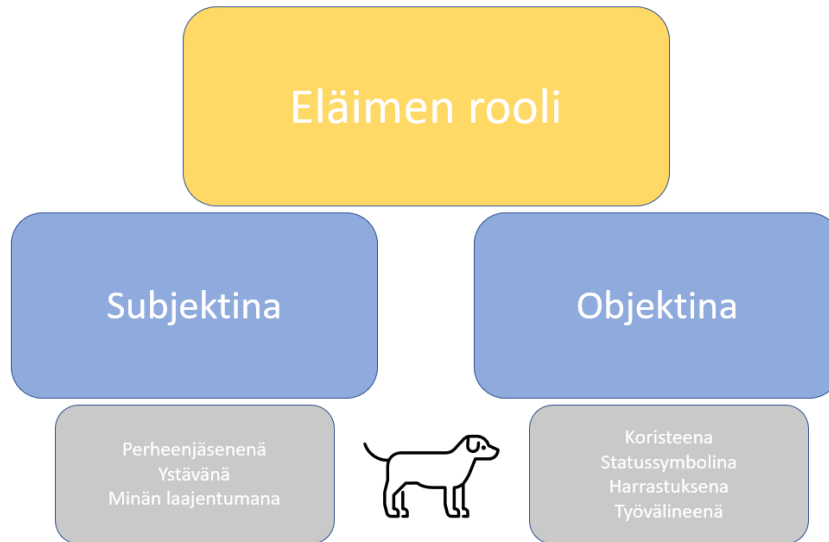 Eläimen rooli
Subjektina
Objektina
Perheenjäsenenä
Ystävänä
Minän laajentumana
Koristeena
Statussymbolina
Harrastuksena
Työvälineenä